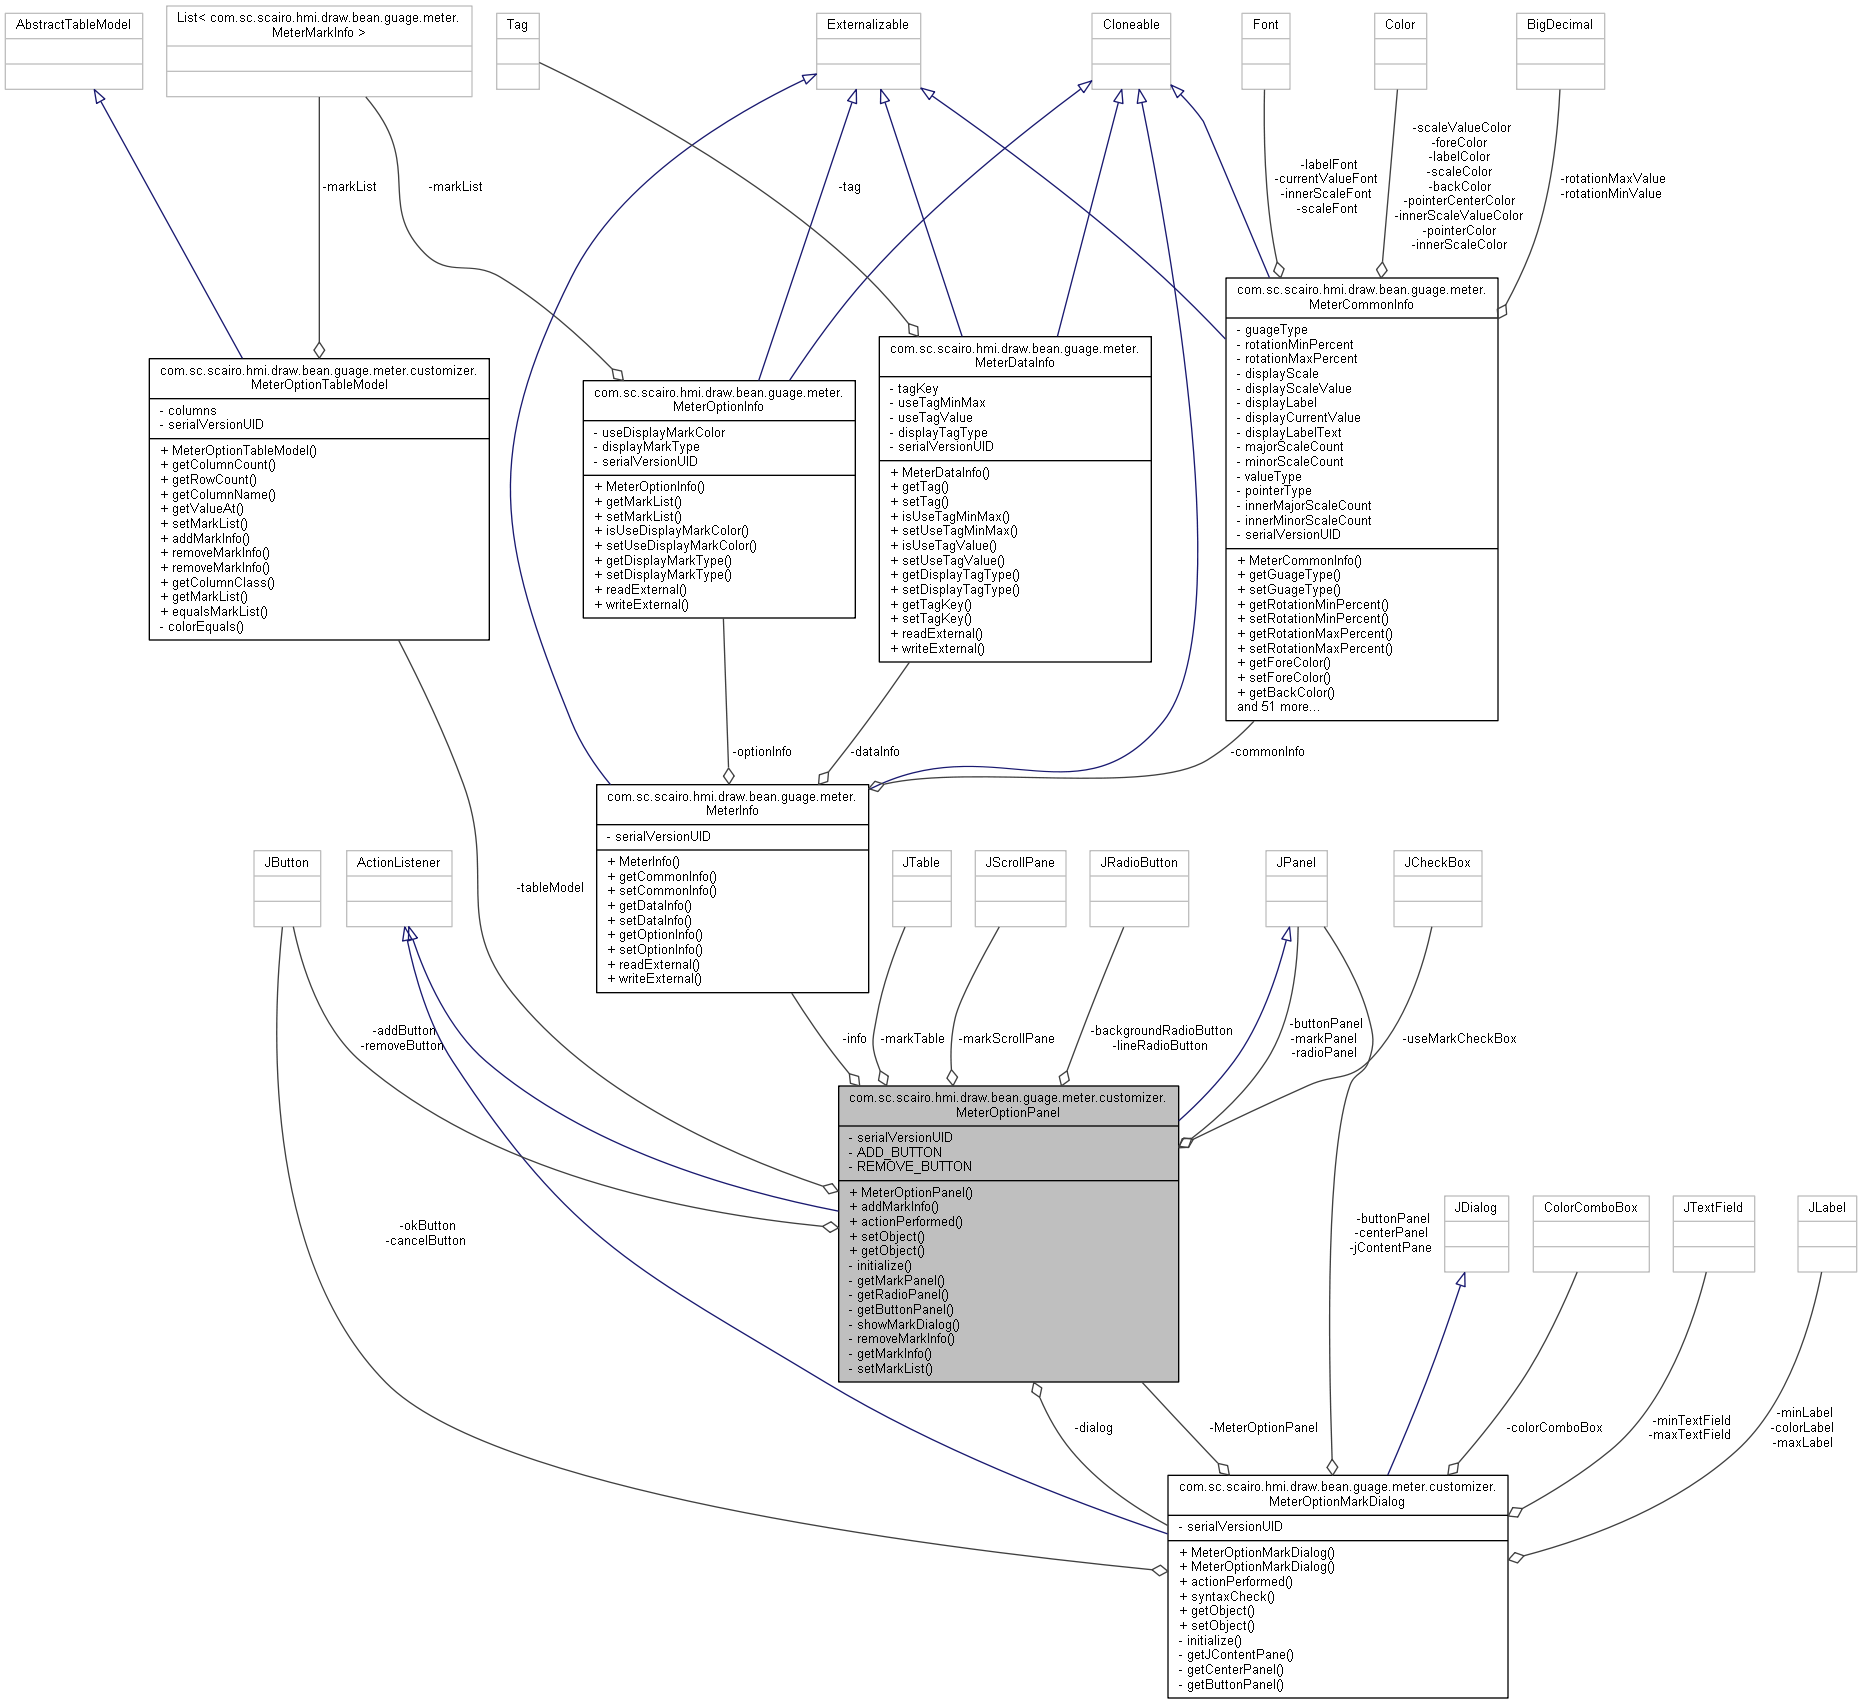 AbstractTableModel
List< com.sc.scairo.hmi.draw.bean.guage.meter.
MeterMarkInfo >
Tag
Externalizable
Cloneable
Font
Color
BigDecimal
-markList
-markList
-tag
-labelFont
-currentValueFont
-innerScaleFont
-scaleFont
-scaleValueColor
-foreColor
-labelColor
-scaleColor
-backColor
-pointerCenterColor
-innerScaleValueColor
-pointerColor
-innerScaleColor
-rotationMaxValue
-rotationMinValue
com.sc.scairo.hmi.draw.bean.guage.meter.customizer.
MeterOptionTableModel
- columns
- serialVersionUID
+ MeterOptionTableModel()
+ getColumnCount()
+ getRowCount()
+ getColumnName()
+ getValueAt()
+ setMarkList()
+ addMarkInfo()
+ removeMarkInfo()
+ removeMarkInfo()
+ getColumnClass()
+ getMarkList()
+ equalsMarkList()
- colorEquals()
com.sc.scairo.hmi.draw.bean.guage.meter.
MeterOptionInfo
- useDisplayMarkColor
- displayMarkType
- serialVersionUID
+ MeterOptionInfo()
+ getMarkList()
+ setMarkList()
+ isUseDisplayMarkColor()
+ setUseDisplayMarkColor()
+ getDisplayMarkType()
+ setDisplayMarkType()
+ readExternal()
+ writeExternal()
com.sc.scairo.hmi.draw.bean.guage.meter.
MeterDataInfo
- tagKey
- useTagMinMax
- useTagValue
- displayTagType
- serialVersionUID
+ MeterDataInfo()
+ getTag()
+ setTag()
+ isUseTagMinMax()
+ setUseTagMinMax()
+ isUseTagValue()
+ setUseTagValue()
+ getDisplayTagType()
+ setDisplayTagType()
+ getTagKey()
+ setTagKey()
+ readExternal()
+ writeExternal()
com.sc.scairo.hmi.draw.bean.guage.meter.
MeterCommonInfo
- guageType
- rotationMinPercent
- rotationMaxPercent
- displayScale
- displayScaleValue
- displayLabel
- displayCurrentValue
- displayLabelText
- majorScaleCount
- minorScaleCount
- valueType
- pointerType
- innerMajorScaleCount
- innerMinorScaleCount
- serialVersionUID
+ MeterCommonInfo()
+ getGuageType()
+ setGuageType()
+ getRotationMinPercent()
+ setRotationMinPercent()
+ getRotationMaxPercent()
+ setRotationMaxPercent()
+ getForeColor()
+ setForeColor()
+ getBackColor()
and 51 more...
-optionInfo
-dataInfo
-commonInfo
com.sc.scairo.hmi.draw.bean.guage.meter.
MeterInfo
- serialVersionUID
+ MeterInfo()
+ getCommonInfo()
+ setCommonInfo()
+ getDataInfo()
+ setDataInfo()
+ getOptionInfo()
+ setOptionInfo()
+ readExternal()
+ writeExternal()
JButton
ActionListener
-tableModel
JTable
JScrollPane
JRadioButton
JPanel
JCheckBox
-addButton
-removeButton
-info
-markTable
-markScrollPane
-backgroundRadioButton
-lineRadioButton
-buttonPanel
-markPanel
-radioPanel
-useMarkCheckBox
com.sc.scairo.hmi.draw.bean.guage.meter.customizer.
MeterOptionPanel
- serialVersionUID
- ADD_BUTTON
- REMOVE_BUTTON
+ MeterOptionPanel()
+ addMarkInfo()
+ actionPerformed()
+ setObject()
+ getObject()
- initialize()
- getMarkPanel()
- getRadioPanel()
- getButtonPanel()
- showMarkDialog()
- removeMarkInfo()
- getMarkInfo()
- setMarkList()
-okButton
-cancelButton
-buttonPanel
-centerPanel
-jContentPane
JDialog
ColorComboBox
JTextField
JLabel
-dialog
-MeterOptionPanel
-colorComboBox
-minTextField
-maxTextField
-minLabel
-colorLabel
-maxLabel
com.sc.scairo.hmi.draw.bean.guage.meter.customizer.
MeterOptionMarkDialog
- serialVersionUID
+ MeterOptionMarkDialog()
+ MeterOptionMarkDialog()
+ actionPerformed()
+ syntaxCheck()
+ getObject()
+ setObject()
- initialize()
- getJContentPane()
- getCenterPanel()
- getButtonPanel()